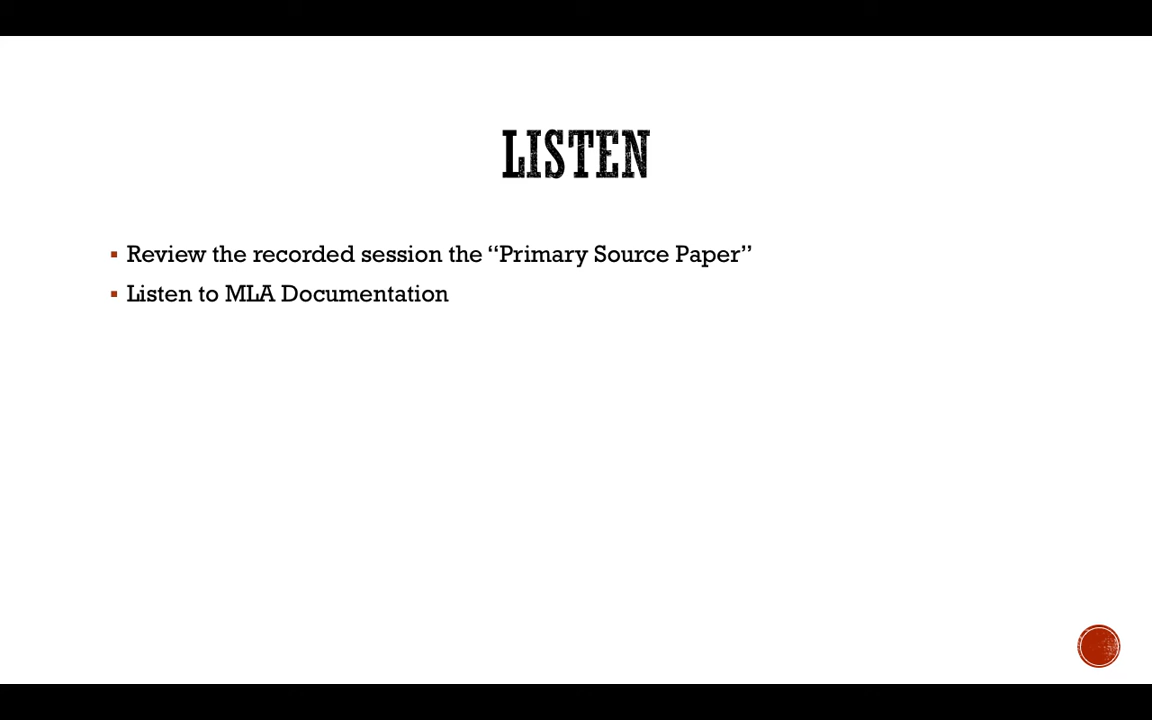 LISTEN
▪ Review the recorded session the “Primary Source Paper”
▪ Listen to MLA Documentation